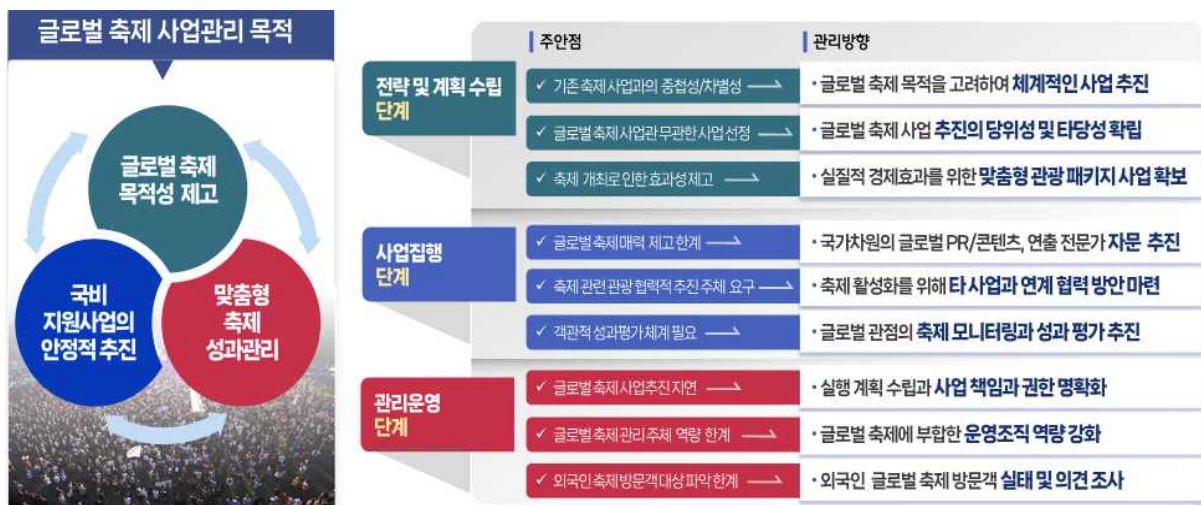 글로벌 축제 사업관리 목적
글로벌 축제
목적성 제고
국비
지원사업의
안정적 추진
맞춤형
축제
성과관리
주안점
관리방향
전략 및 계획 수립
단계
✓ 기존 축제 사업과의 중첩성/차별성
· 글로벌 축제 목적을 고려하여 체계적인 사업 추진
✓ 글로벌 축제 사업관 무관한 사업 선정
· 글로벌 축제 사업 추진의 당위성 및 타당성 확립
✓ 축제 개최로 인한 효과성 제고
· 실질적 경제효과를 위한 맞춤형 관광 패키지 사업 확보
사업집행
단계
✓ 글로벌 축제 매력 제고 한계
· 국가차원의 글로벌 PR/콘텐츠, 연출 전문가 자문 추진
✓ 축제 관련 관광 협력적 추진 주체 요구
· 축제 활성화를 위해 타 사업과 연계 협력 방안 마련
✓ 객관적 성과평가 체계 필요
· 글로벌 관점의 축제 모니터링과 성과 평가 추진
관리운영
단계
✓ 글로벌 축제 사업추진 지연
· 실행 계획 수립과 사업 책임과 권한 명확화
✓ 글로벌 축제 관리 주체 역량 한계
· 글로벌 축제에 부합한 운영조직 역량 강화
✓ 외국인 축제 방문객 대상 파악 한계
· 외국인 글로벌 축제 방문객 실태 및 의견 조사